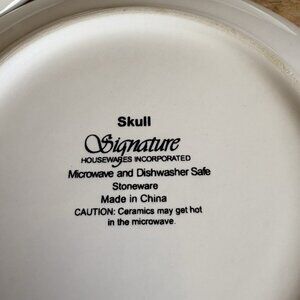 Skull
Signature
HOUSEWARES INCORPORATED
Microwave and Dishwasher Safe
Stoneware
Made in China
CAUTION: Ceramics may get hot
in the microwave.